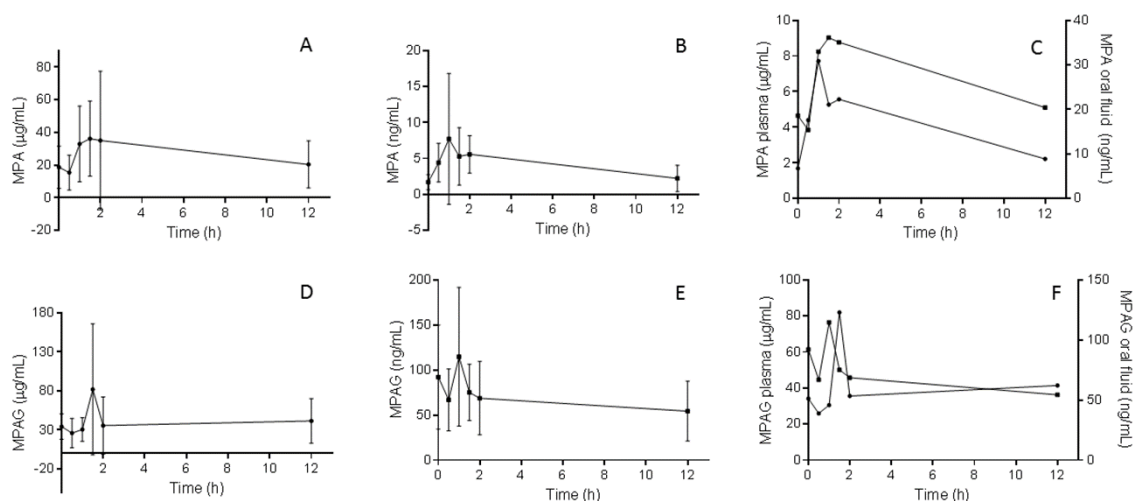 A
MPA (µg/mL)
80
60
40
20
0
-20
2 4 6 8 10 12
Time (h)
B
MPA (ng/mL)
20
15
10
5
0
-5
2 4 6 8 10 12
Time (h)
C
MPA plasma (µg/mL)
10
8
6
4
2
0
0 2 4 6 8 10 12
Time (h)
40
30
20
10
0
MPA oral fluid (ng/mL)
D
MPAG (µg/mL)
180
130
80
30
-20
2 4 6 8 10 12
Time (h)
E
MPAG (ng/mL)
200
150
100
50
0
0 2 4 6 8 10 12
Time (h)
F
MPAG plasma (µg/mL)
100
80
60
40
20
0
0 2 4 6 8 10 12
Time (h)
150
100
50
0
MPAG oral fluid (ng/mL)